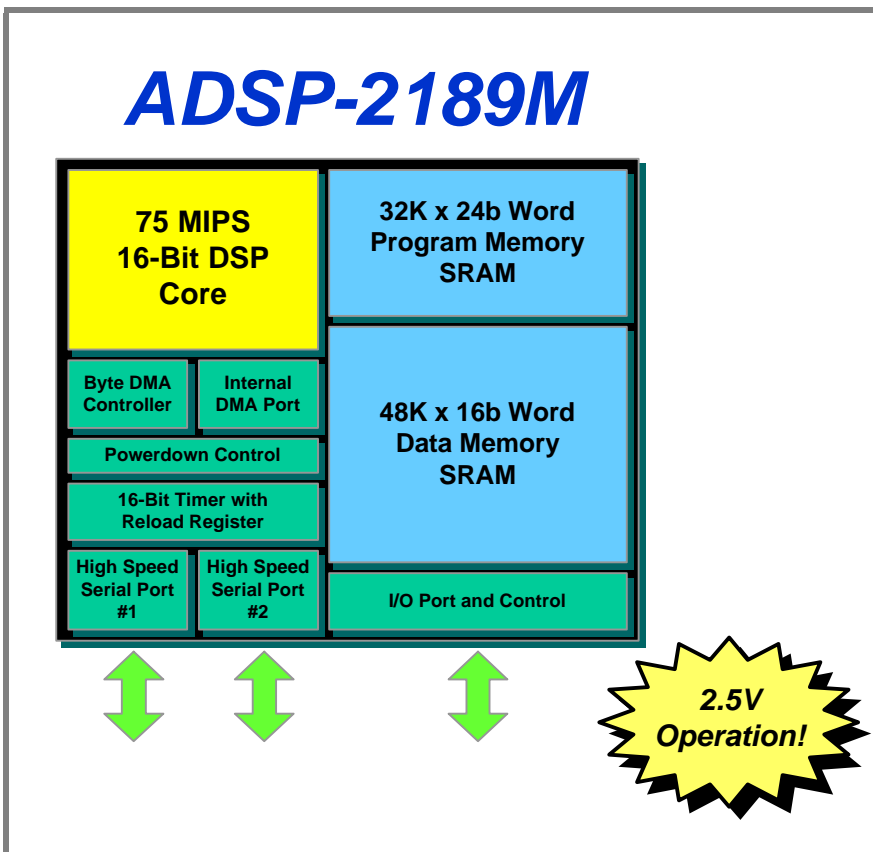 ADSP-2189M
75 MIPS
16-Bit DSP
Core
32K x 24b Word
Program Memory
SRAM
Byte DMA
Controller
Internal
DMA Port
48K x 16b Word
Data Memory
SRAM
Powerdown Control
16-Bit Timer with
Reload Register
High Speed
Serial Port
#1
High Speed
Serial Port
#2
I/O Port and Control
2.5V
Operation!